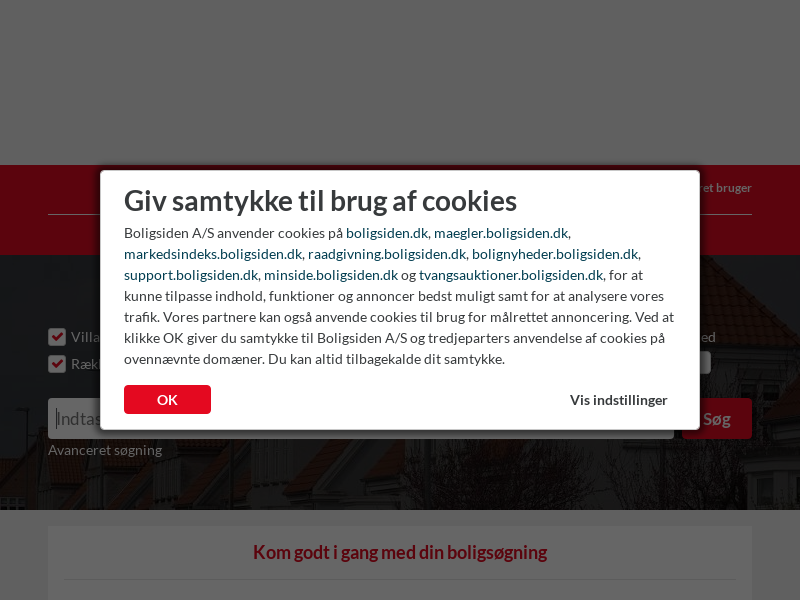 ret bruger
Giv samtykke til brug af cookies
Boligsiden A/S anvender cookies på boligsiden.dk, maegler.boligsiden.dk,
markedsindeks.boligsiden.dk, raadgivning.boligsiden.dk, bolignyheder.boligsiden.dk,
support.boligsiden.dk, minside.boligsiden.dk og tvangsauktioner.boligsiden.dk, for at
kunne tilpasse indhold, funktioner og annoncer bedst muligt samt for at analysere vores
trafik. Vores partnere kan også anvende cookies til brug for målrettet annoncering. Ved at
klikke OK giver du samtykke til Boligsiden A/S og tredjeparters anvendelse af cookies på
ovennævnte domæner. Du kan altid tilbagekalde dit samtykke.
OK Vis indstillinger
Villa
Rækk
Indtas
Søg
Avanceret søgning
Kom godt i gang med din boligsøgning